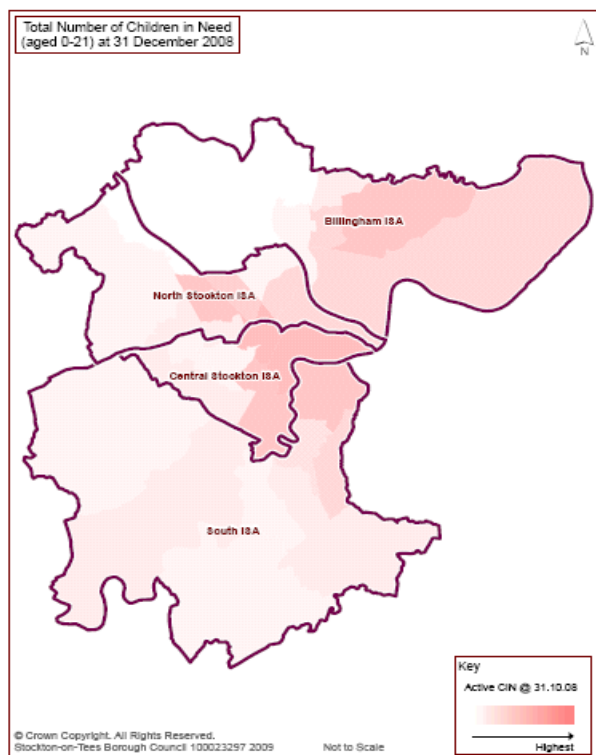 Total Number of Children in Need
(aged 0-21) at 31 December 2008
N
Billingham ISA
North Stockton ISA
Central Stockton ISA
South ISA
Key
Active CIN @ 31.10.08
Highest
© Crown Copyright. All Rights Reserved.
Stockton-on-Tees Borough Council 100023297 2009 Not to Scale